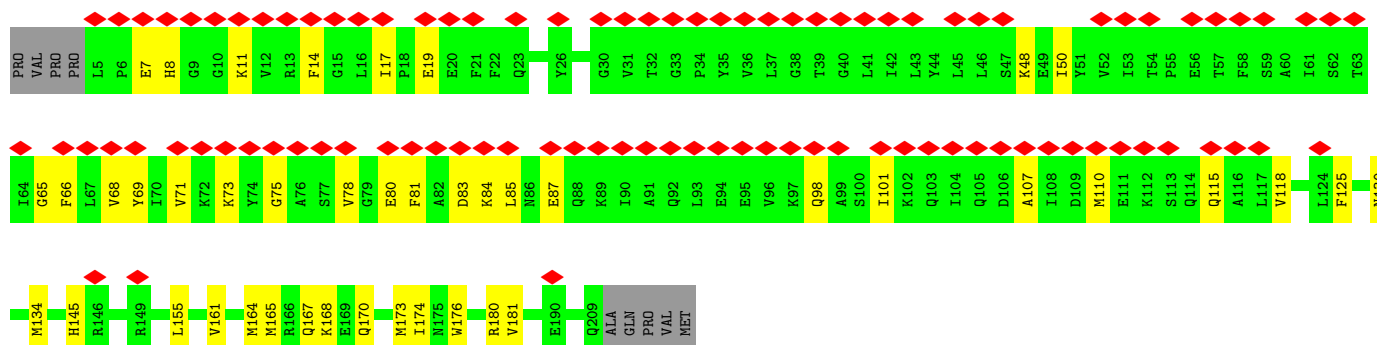 PRO VAL PRO PRO L5 P6 E7 H8 G9 G10 K11 V12 R13 F14 G15 L16 I17 P18 E19 E20 F21 F22 Q23 Y26 G30 V31 T32 G33 P34 Y35 V36 L37 G38 T39 G40 L41 I42 L43 Y44 L45 L46 S47 K48 E49 I50 Y51 V52 I53 T54 P55 E56 T57 F58 S59 A60 I61 S62 T63
I64 G65 F66 L67 V68 Y69 I70 V71 K72 K73 Y74 G75 A76 S77 V78 G79 E80 F81 A82 D83 K84 L85 N86 E87 Q88 K89 I90 A91 Q92 L93 E94 E95 V96 K97 Q98 A99 S100 I101 K102 Q103 I104 Q105 D106 A107 I108 D109 M110 E111 K112 S113 Q114 Q115 A116 L117 V118 L124 F125
M134 H145 R146 R149 L155 V161 M164 M165 R166 Q167 K168 E169 Q170 M173 I174 N175 W176 R180 V181 E190 Q209 ALA GLN PRO VAL MET